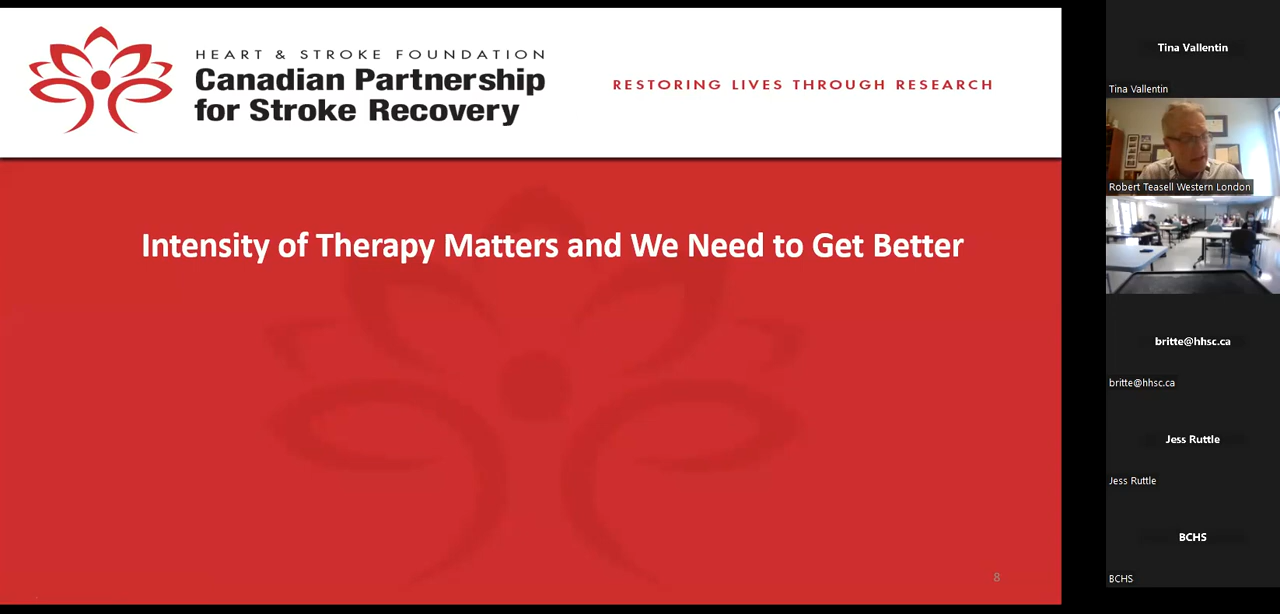 HEART & STROKE FOUNDATION
Canadian Partnership
for Stroke Recovery
RESTORING LIVES THROUGH RESEARCH
Intensity of Therapy Matters and We Need to Get Better
8
Tina Vallentin
Tina Vallentin
Robert Teasell Western London
britte@hhsc.ca
britte@hhsc.ca
Jess Ruttle
Jess Ruttle
BCHS
BCHS